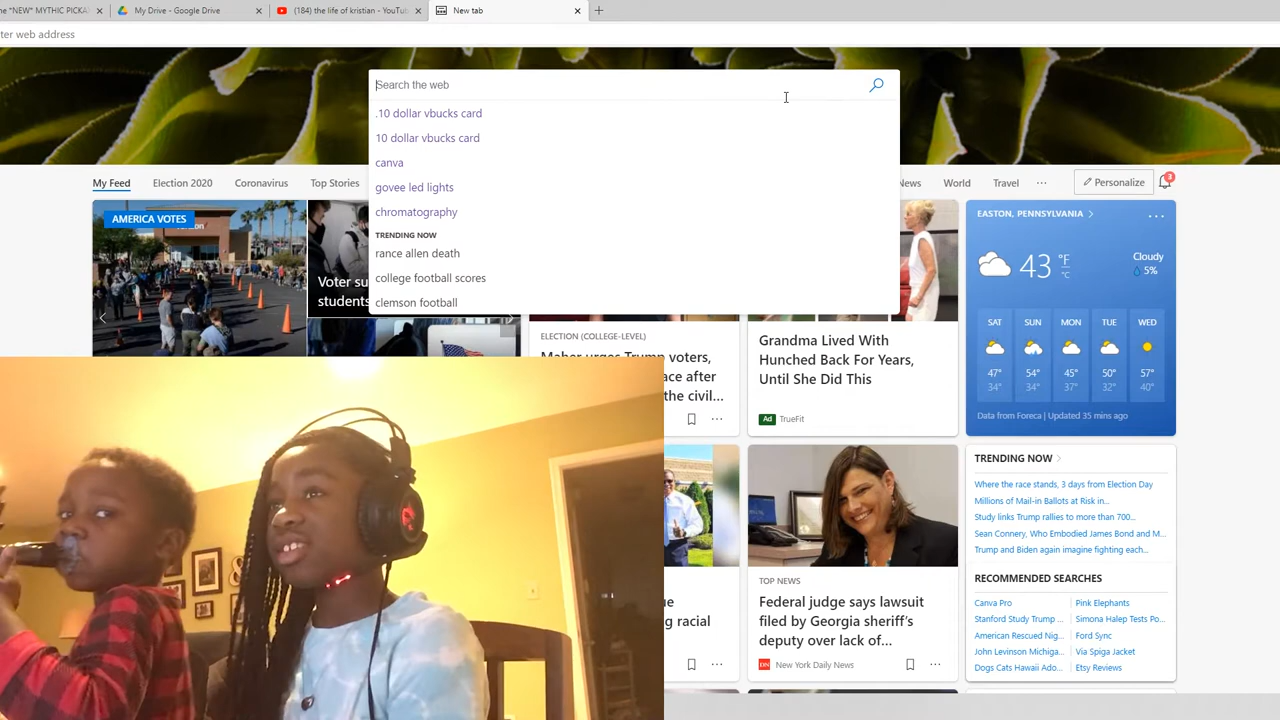 he "NEW" MYTHIC PICKA
My Drive - Google Drive
(184) the life of kristian - YouTub
New tab
ter web address
Search the web
.10 dollar vbucks card
10 dollar vbucks card
canva
govee led lights
chromatography
TRENDING NOW
rance allen death
college football scores
clemson football
My Feed
Election 2020
Coronavirus
Top Stories
News
World
Travel
Personalize
3
AMERICA VOTES
Voter su
students
ELECTION (COLLEGE-LEVEL)
Maher urges Trump voters,
ace after
the civil...
Grandma Lived With
Hunched Back For Years,
Until She Did This
Ad TrueFit
EASTON, PENNSYLVANIA
43 °F
°C
Cloudy
5%
SAT SUN MON TUE WED
47° 54° 45° 50° 57°
34° 34° 37° 32° 40°
Data from Foreca | Updated 35 mins ago
ue
g racial
TOP NEWS
Federal judge says lawsuit
filed by Georgia sheriff's
deputy over lack of...
DN New York Daily News
TRENDING NOW
Where the race stands, 3 days from Election Day
Millions of Mail-in Ballots at Risk in...
Study links Trump rallies to more than 700...
Sean Connery, Who Embodied James Bond and M...
Trump and Biden again imagine fighting each...
RECOMMENDED SEARCHES
Canva Pro
Pink Elephants
Stanford Study Trump ...
Simona Halep Tests Po...
American Rescued Nig...
Ford Sync
John Levinson Michiga...
Via Spiga Jacket
Dogs Cats Hawaii Ado...
Etsy Reviews